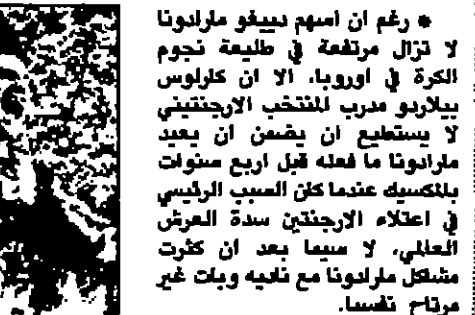 ● رغم ان اسهم دييغو مارادونا
لا تزال مرتفعة في طليعة نجوم
الكرة في اوروبا، الا ان كارلوس
بيلاردو مدرب المنتخب الارجنتيني
لا يستطيع ان يضمن ان يعيد
مارادونا ما فعله قبل اربع سنوات
بالمكسيك عندما كان السبب الرئيسي
في اعتلاء الارجنتين سدة العرش
العالمي، لا سيما بعد ان كثرت
مشاكل مارادونا مع ناديه وبات غير
مرتاح نفسيا.